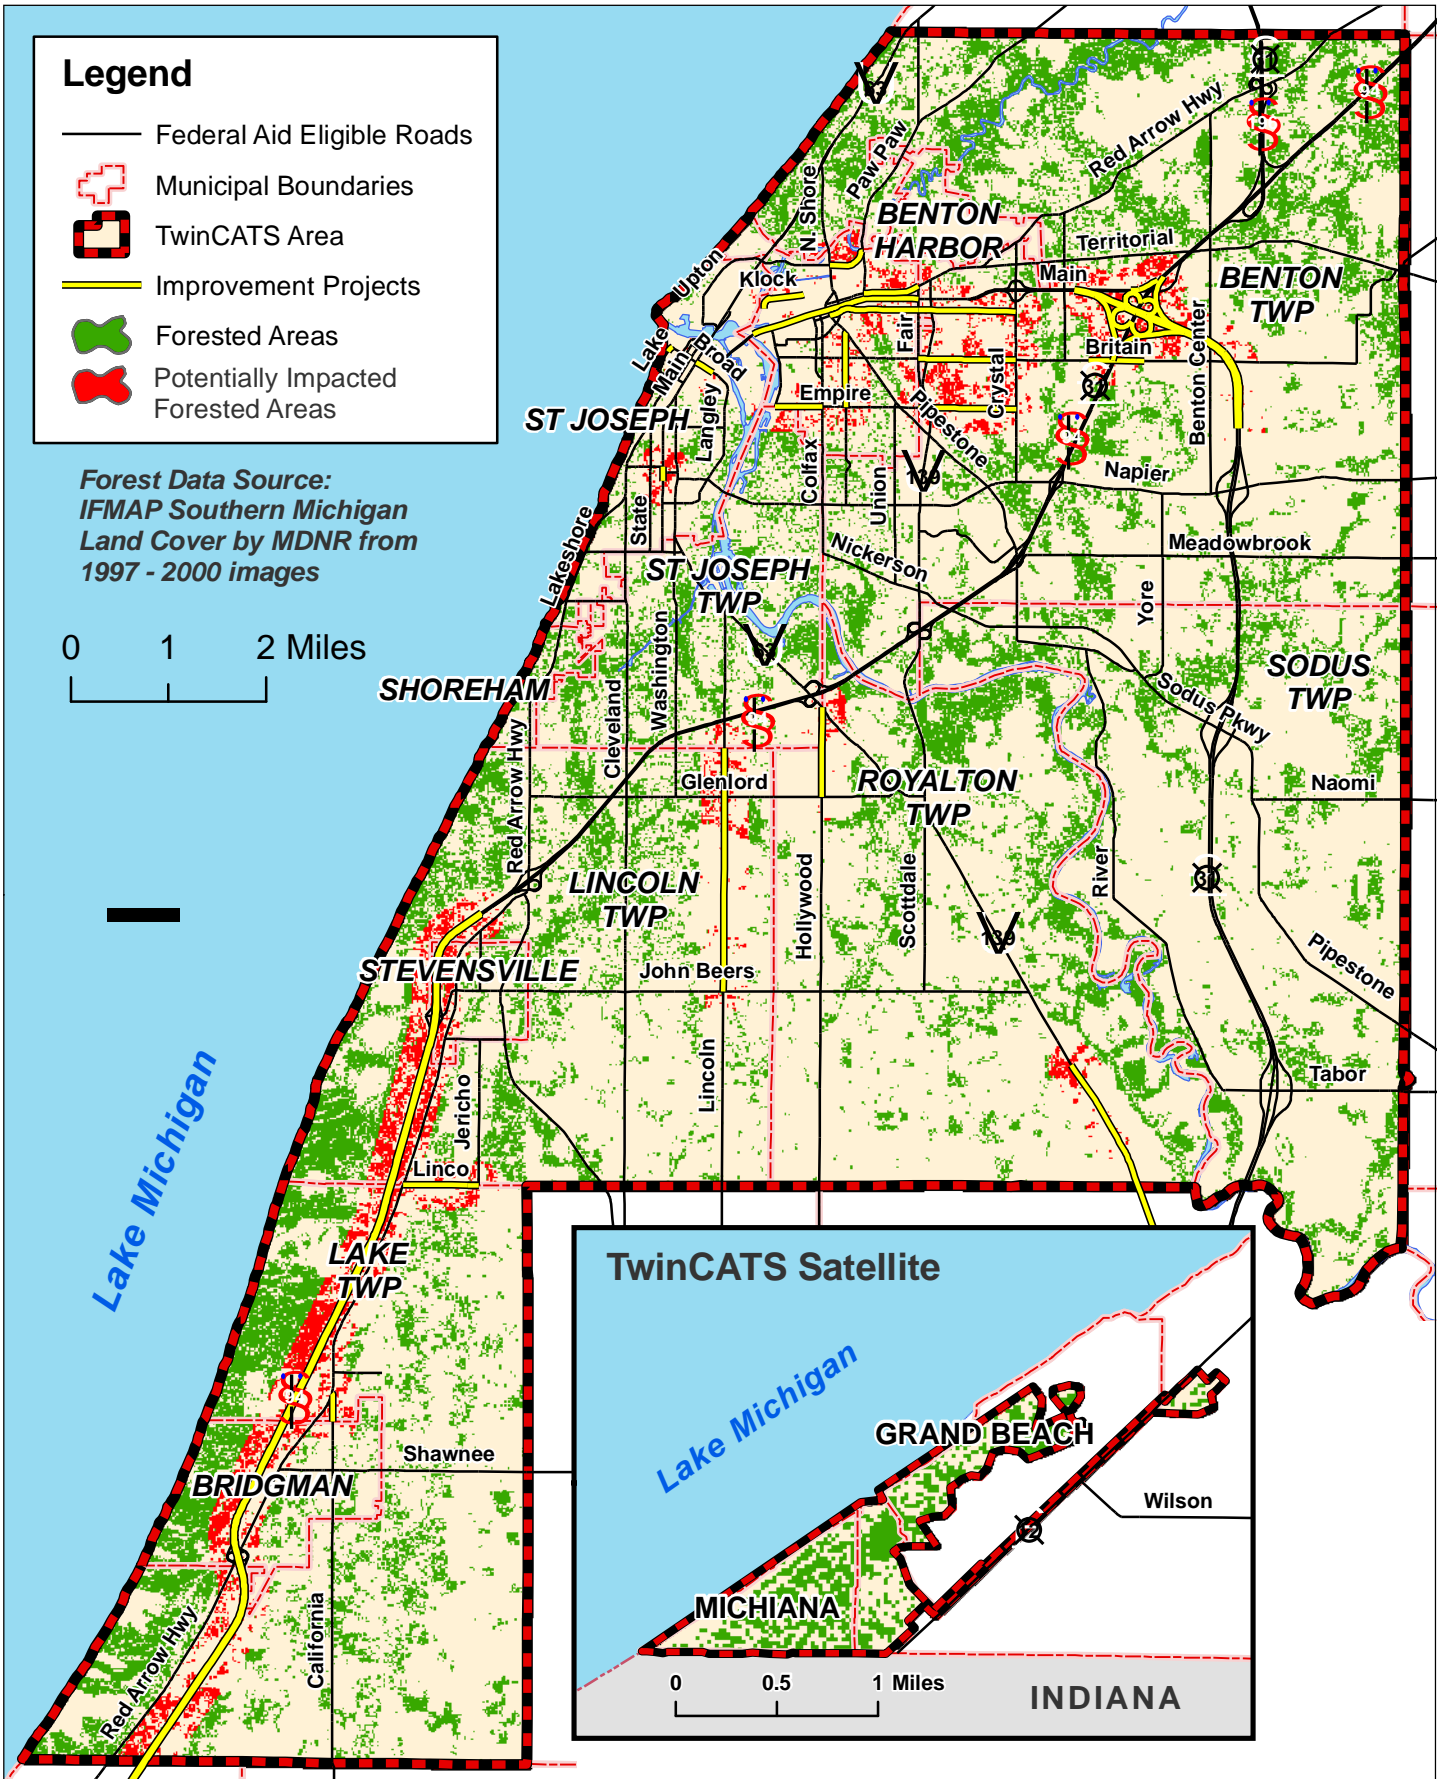 Legend
Federal Aid Eligible Roads
Municipal Boundaries
TwinCATS Area
Improvement Projects
Forested Areas
Potentially Impacted
Forested Areas
Forest Data Source:
IFMAP Southern Michigan
Land Cover by MDNR from
1997 - 2000 images
0 1 2 Miles
63
Red Arrow Hwy
Paw Paw
N Shore
BENTON
HARBOR
Territorial
Main
BENTON
TWP
Upton
Klock
Lake
Main
Broad
Fair
Britain
Benton Center
Crystal
Empire
Pipestone
ST JOSEPH
Langley
Colfax
Union
139
Napier
State
Lakeshore
Nickerson
Meadowbrook
ST JOSEPH
TWP
Yore
Washington
63
SODUS
TWP
SHOREHAM
Sodus Pkwy
Cleveland
Red Arrow Hwy
Glenlord
ROYALTON
TWP
Naomi
LINCOLN
TWP
Hollywood
Scottdale
River
139
STEVENSVILLE
John Beers
Pipestone
Lincoln
Tabor
Jericho
Linco
Lake Michigan
LAKE
TWP
Shawnee
BRIDGMAN
California
Red Arrow Hwy
TwinCATS Satellite
Lake Michigan
GRAND BEACH
Wilson
12
MICHIANA
0 0.5 1 Miles
INDIANA